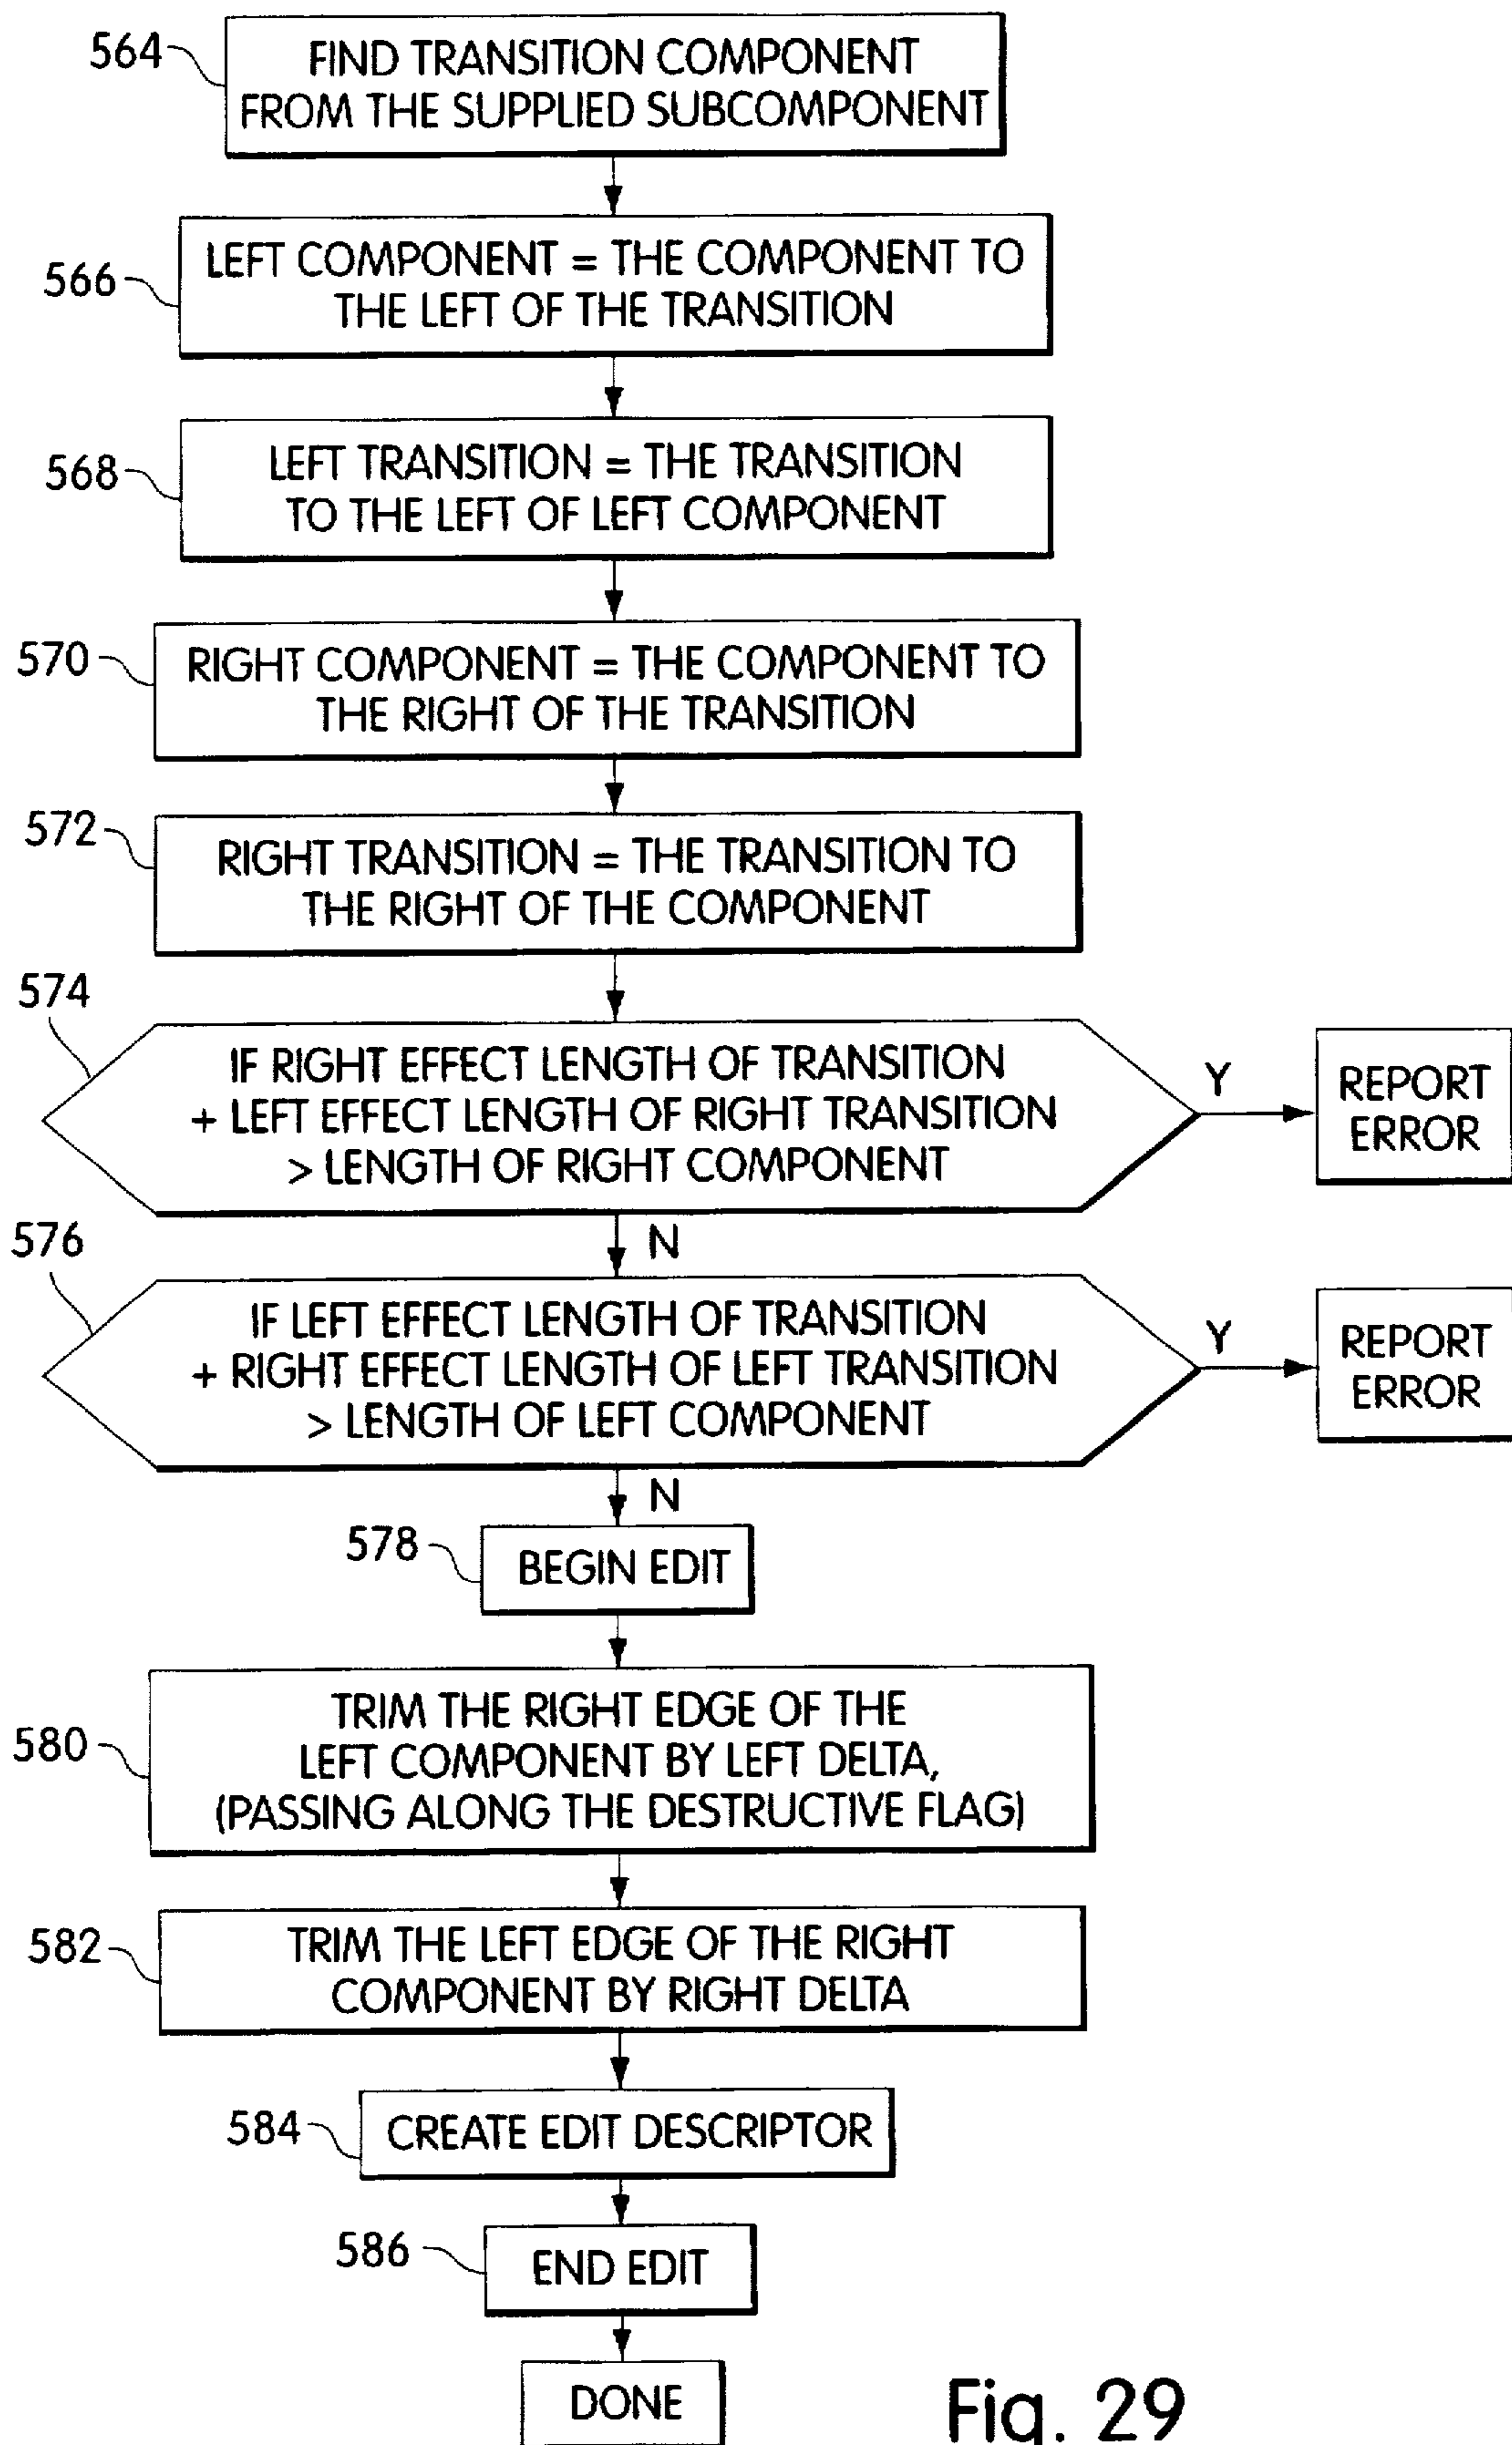 564
FIND TRANSITION COMPONENT
FROM THE SUPPLIED SUBCOMPONENT
566
LEFT COMPONENT = THE COMPONENT TO
THE LEFT OF THE TRANSITION
568
LEFT TRANSITION = THE TRANSITION
TO THE LEFT OF LEFT COMPONENT
570
RIGHT COMPONENT = THE COMPONENT TO
THE RIGHT OF THE TRANSITION
572
RIGHT TRANSITION = THE TRANSITION TO
THE RIGHT OF THE COMPONENT
574
IF RIGHT EFFECT LENGTH OF TRANSITION
+ LEFT EFFECT LENGTH OF RIGHT TRANSITION
> LENGTH OF RIGHT COMPONENT
Y
REPORT
ERROR
N
576
IF LEFT EFFECT LENGTH OF TRANSITION
+ RIGHT EFFECT LENGTH OF LEFT TRANSITION
> LENGTH OF LEFT COMPONENT
Y
REPORT
ERROR
N
578
BEGIN EDIT
580
TRIM THE RIGHT EDGE OF THE
LEFT COMPONENT BY LEFT DELTA,
(PASSING ALONG THE DESTRUCTIVE FLAG)
582
TRIM THE LEFT EDGE OF THE RIGHT
COMPONENT BY RIGHT DELTA
584
CREATE EDIT DESCRIPTOR
586
END EDIT
DONE
Fig. 29